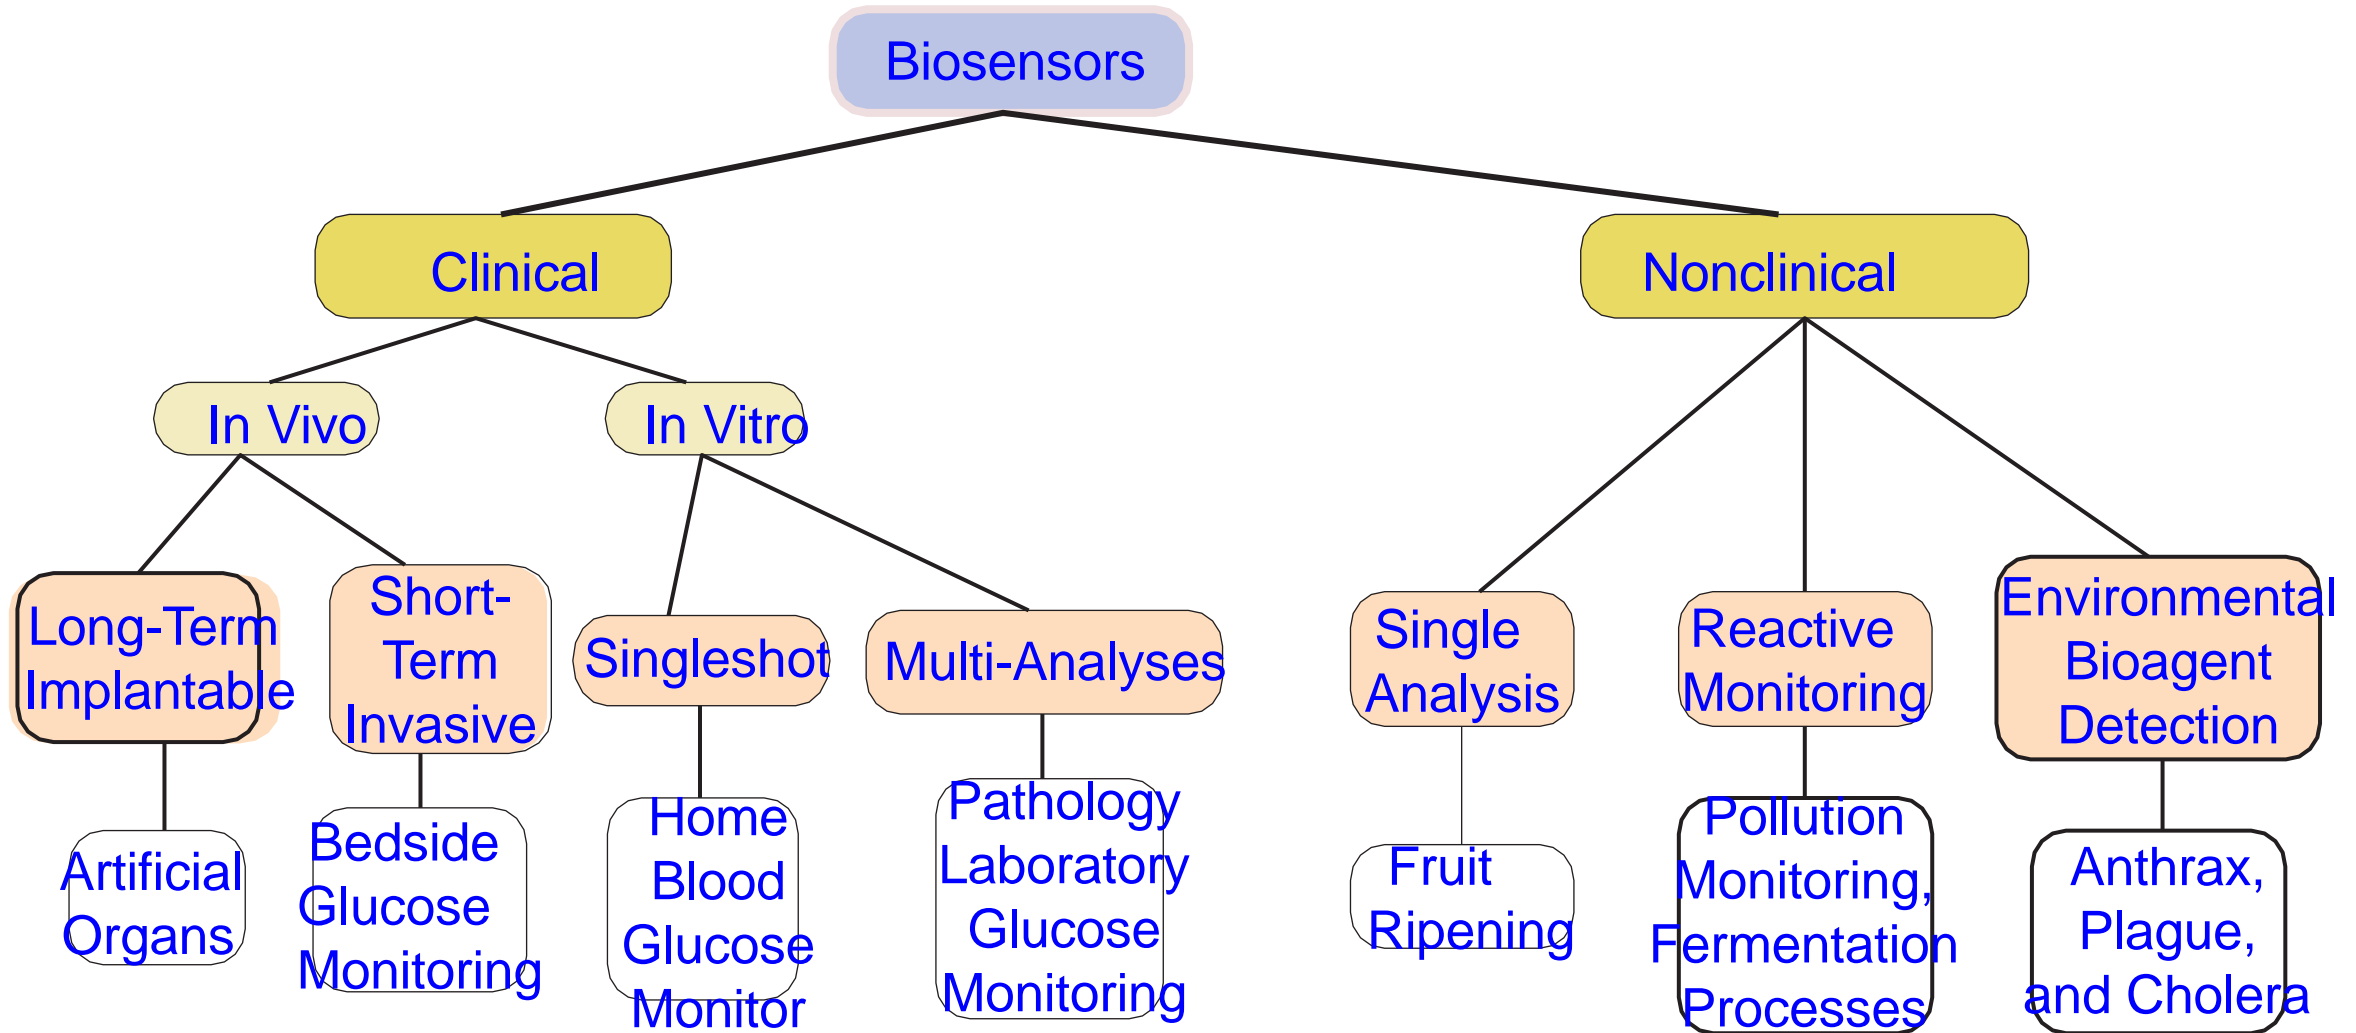 Biosensors
Clinical
Nonclinical
In Vivo
In Vitro
Long-Term
Implantable
Short-
Term
Invasive
Singleshot
Multi-Analyses
Single
Analysis
Reactive
Monitoring
Environmental
Bioagent
Detection
Artificial
Organs
Bedside
Glucose
Monitoring
Home
Blood
Glucose
Monitor
Pathology
Laboratory
Glucose
Monitoring
Fruit
Ripening
Pollution
Monitoring,
Fermentation
Processes
Anthrax,
Plague,
and Cholera